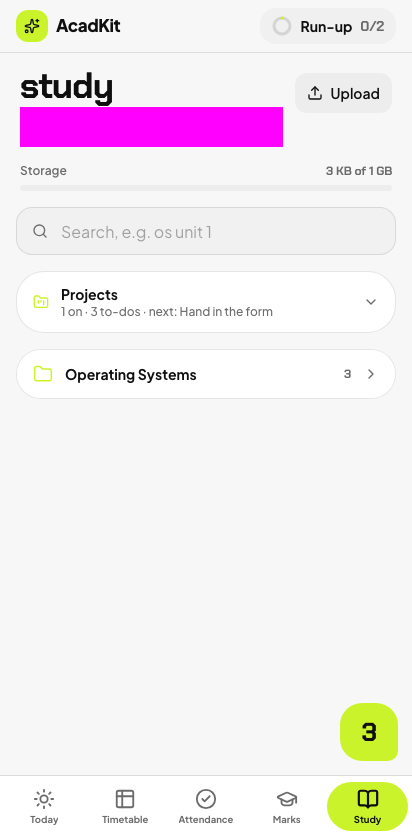 AcadKit
Run-up 0/2
study
Upload
Storage
3 KB of 1 GB
Search, e.g. os unit 1
Projects
1 on · 3 to-dos · next: Hand in the form
Operating Systems
3
3
Today
Timetable
Attendance
Marks
Study